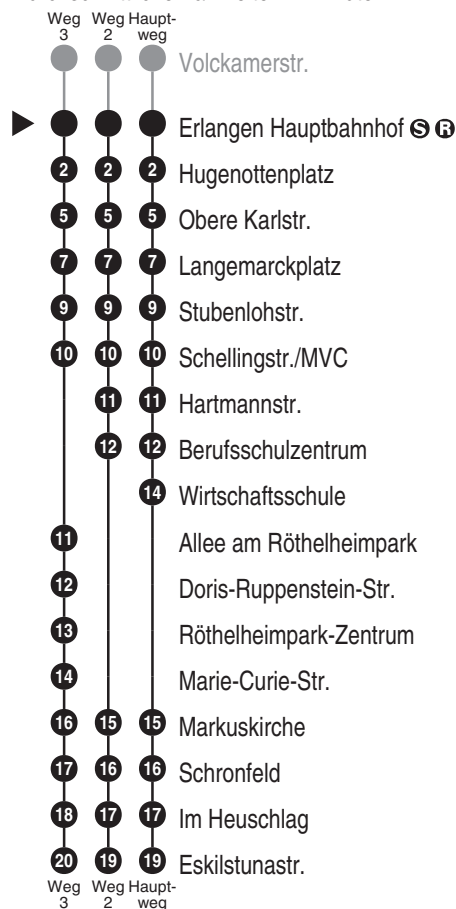 Weg Weg Haupt-
3 2 weg
Volckamerstr.
Erlangen Hauptbahnhof S R
2 2 2 Hugenottenplatz
5 5 5 Obere Karlstr.
7 7 7 Langemarckplatz
9 9 9 Stubenlohstr.
10 10 10 Schellingstr./MVC
11 11 Hartmannstr.
12 12 Berufsschulzentrum
14 Wirtschaftsschule
11 Allee am Röthelheimpark
12 Doris-Ruppenstein-Str.
13 Röthelheimpark-Zentrum
14 Marie-Curie-Str.
16 15 15 Markuskirche
17 16 16 Schronfeld
18 17 17 Im Heuschlag
20 19 19 Eskilstunastr.
Weg Weg Haupt-
3 2 weg